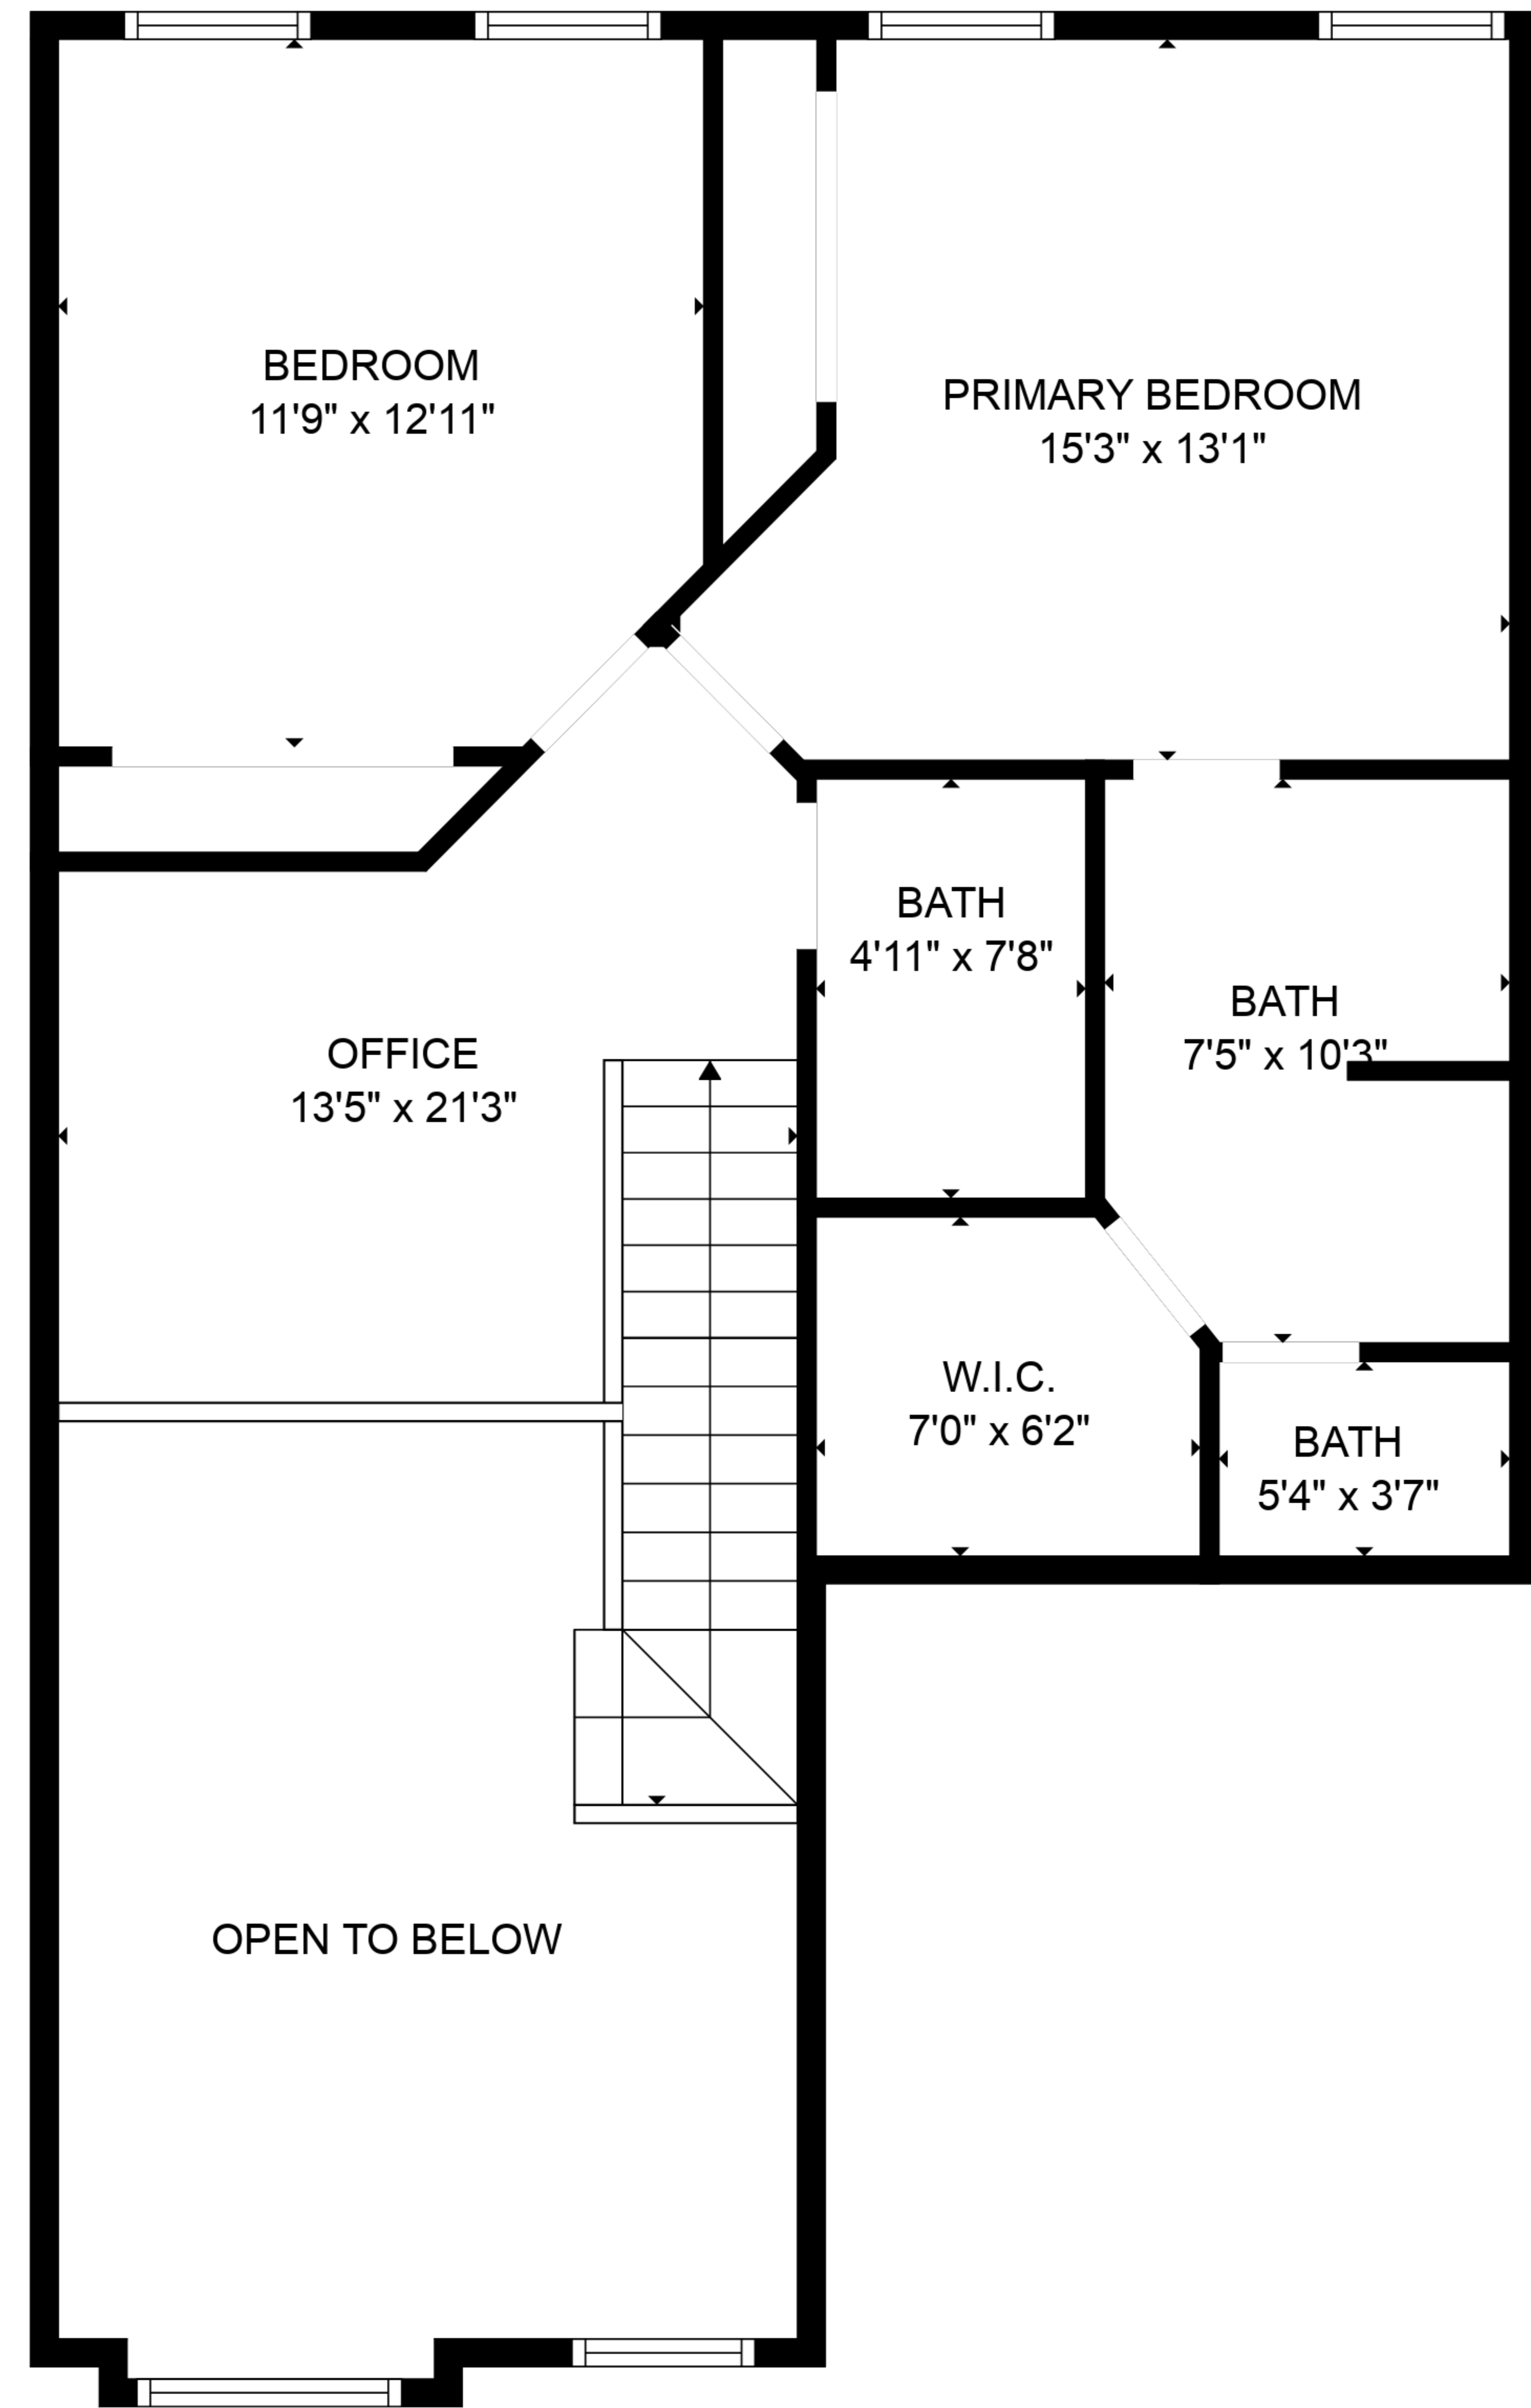 BEDROOM
11'9" x 12'11"
PRIMARY BEDROOM
15'3" x 13'1"
BATH
4'11" x 7'8"
BATH
7'5" x 10'3"
OFFICE
13'5" x 21'3"
W.I.C.
7'0" x 6'2"
BATH
5'4" x 3'7"
OPEN TO BELOW